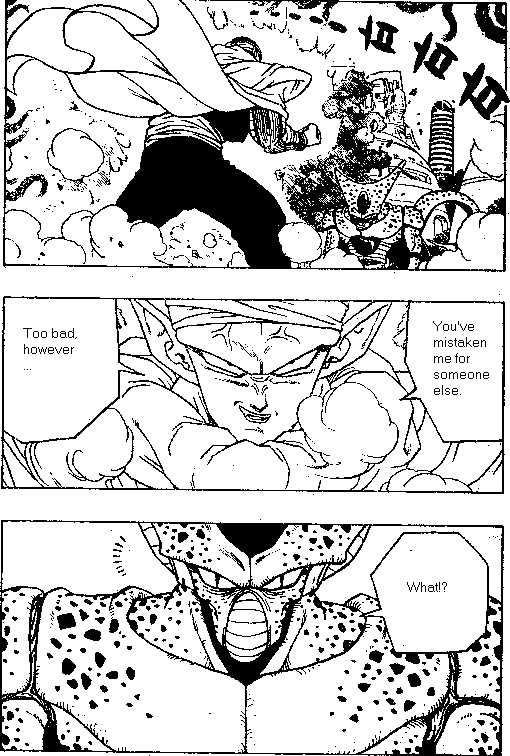 You've
mistaken
me for
someone
else.
Too bad,
however
...
What!?